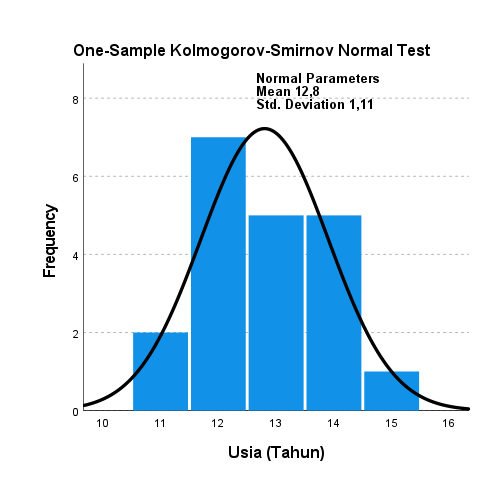 One-Sample Kolmogorov-Smirnov Normal Test
Normal Parameters
Mean 12,8
Std. Deviation 1,11
8
6
4
2
0
Frequency
10 11 12 13 14 15 16
Usia (Tahun)